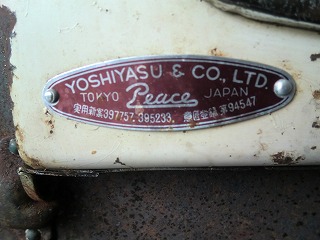 YOSHIYASU & CO., LTD.
TOKYO Peace JAPAN
実用新案397757. 395233. 意匠登録 第94547